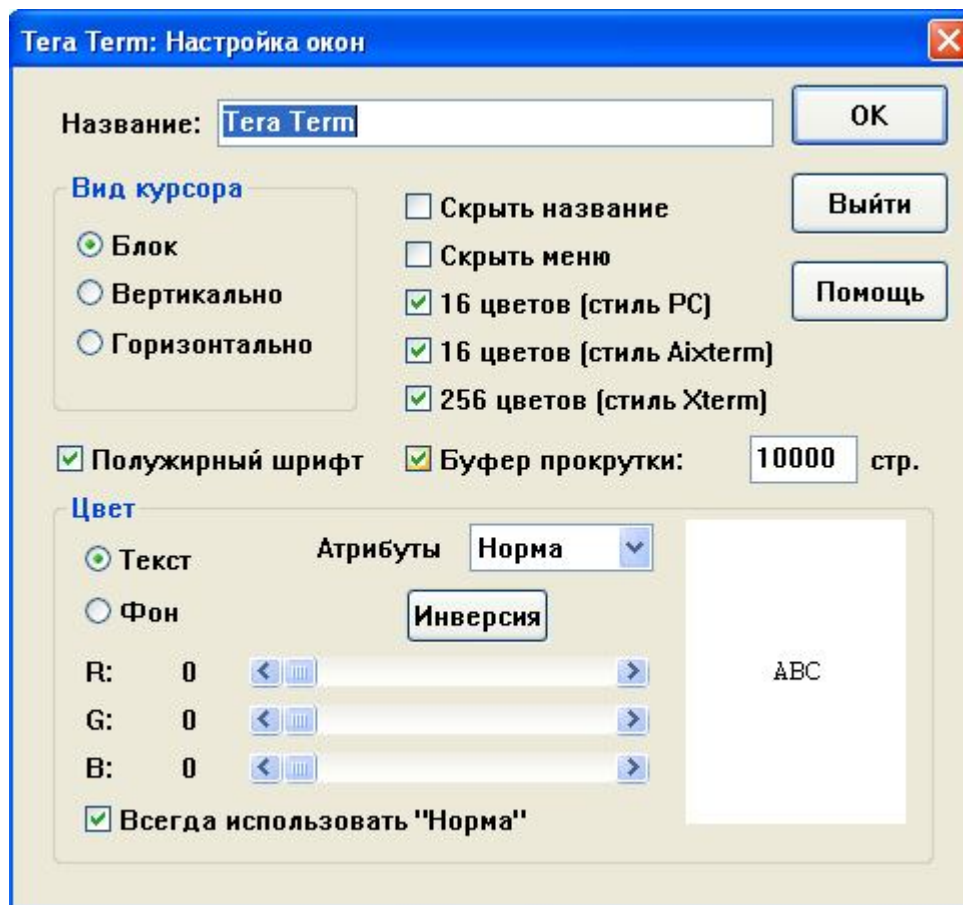 Tera Term: Настройка окон
Название: Tera Term
OK
Вид курсора
Скрыть название
Выйти
Блок
Скрыть меню
Вертикально
16 цветов (стиль PC)
Помощь
Горизонтально
16 цветов (стиль Aixterm)
256 цветов (стиль Xterm)
Полужирный шрифт
Буфер прокрутки: 10000 стр.
Цвет
Текст
Атрибуты Норма
Фон
Инверсия
R: 0
ABC
G: 0
B: 0
Всегда использовать "Норма"